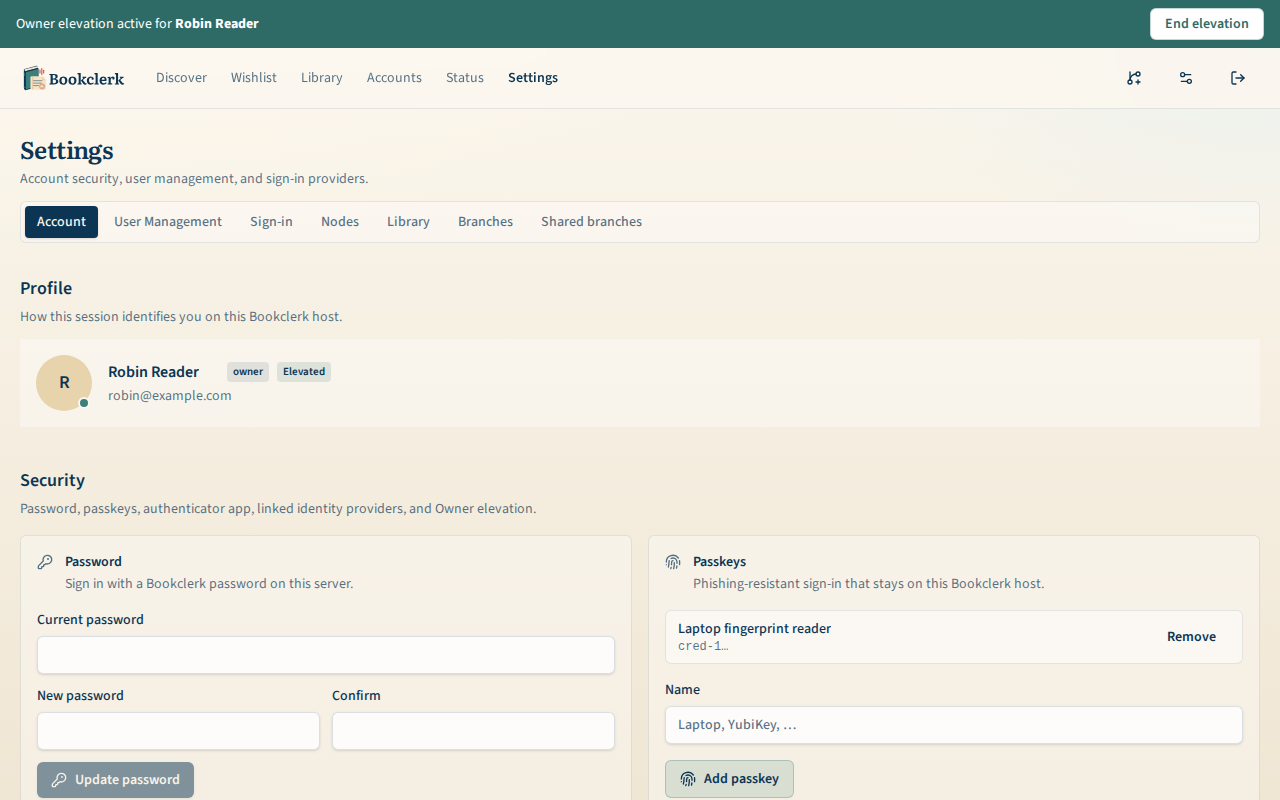 Owner elevation active for Robin Reader
End elevation
Bookclerk
Discover
Wishlist
Library
Accounts
Status
Settings
Settings
Account security, user management, and sign-in providers.
Account
User Management
Sign-in
Nodes
Library
Branches
Shared branches
Profile
How this session identifies you on this Bookclerk host.
R
Robin Reader
owner
Elevated
robin@example.com
Security
Password, passkeys, authenticator app, linked identity providers, and Owner elevation.
Password
Sign in with a Bookclerk password on this server.
Current password
New password
Confirm
Update password
Passkeys
Phishing-resistant sign-in that stays on this Bookclerk host.
Laptop fingerprint reader
cred-1…
Remove
Name
Laptop, YubiKey, …
Add passkey